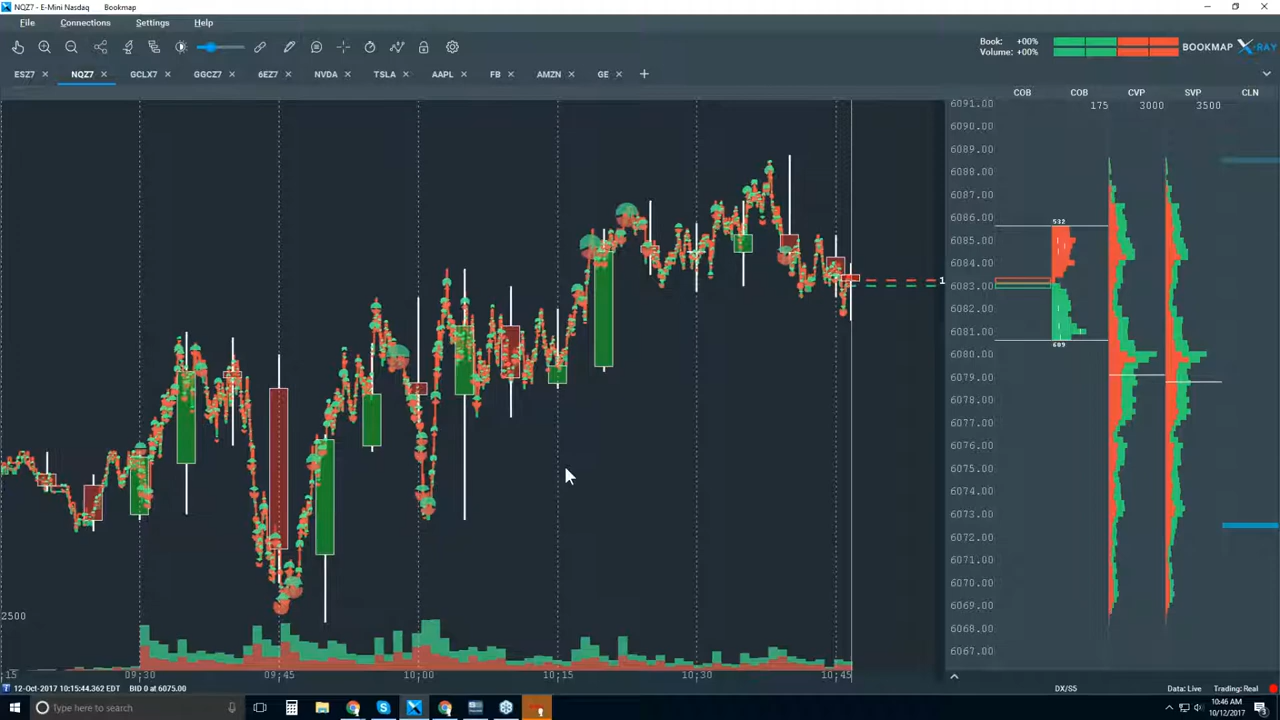 NQZ7 - E-Mini Nasdaq Bookmap
File Connections Settings Help
Book: +00%
Volume: +00%
BOOKMAP X-RAY
ESZ7 × NQZ7 × GCLX7 × GGCZ7 × 6EZ7 × NVDA × TSLA × AAPL × FB × AMZN × GE × +
COB COB CVP SVP CLN
175 3000 3500
6091.00
6090.00
6089.00
6088.00
6087.00
6086.00
532
6085.00
6084.00
1
6083.00
6082.00
6081.00
689
6080.00
6079.00
6078.00
6077.00
6076.00
6075.00
6074.00
6073.00
6072.00
6071.00
6070.00
6069.00
6068.00
6067.00
2500
:15 09:30 09:45 10:00 10:15 10:30 10:45
12-Oct-2017 10:15:44.362 EDT BID 0 at 6075.00
DX/S5 Data: Live Trading: Real
Type here to search
10:46 AM
10/12/2017